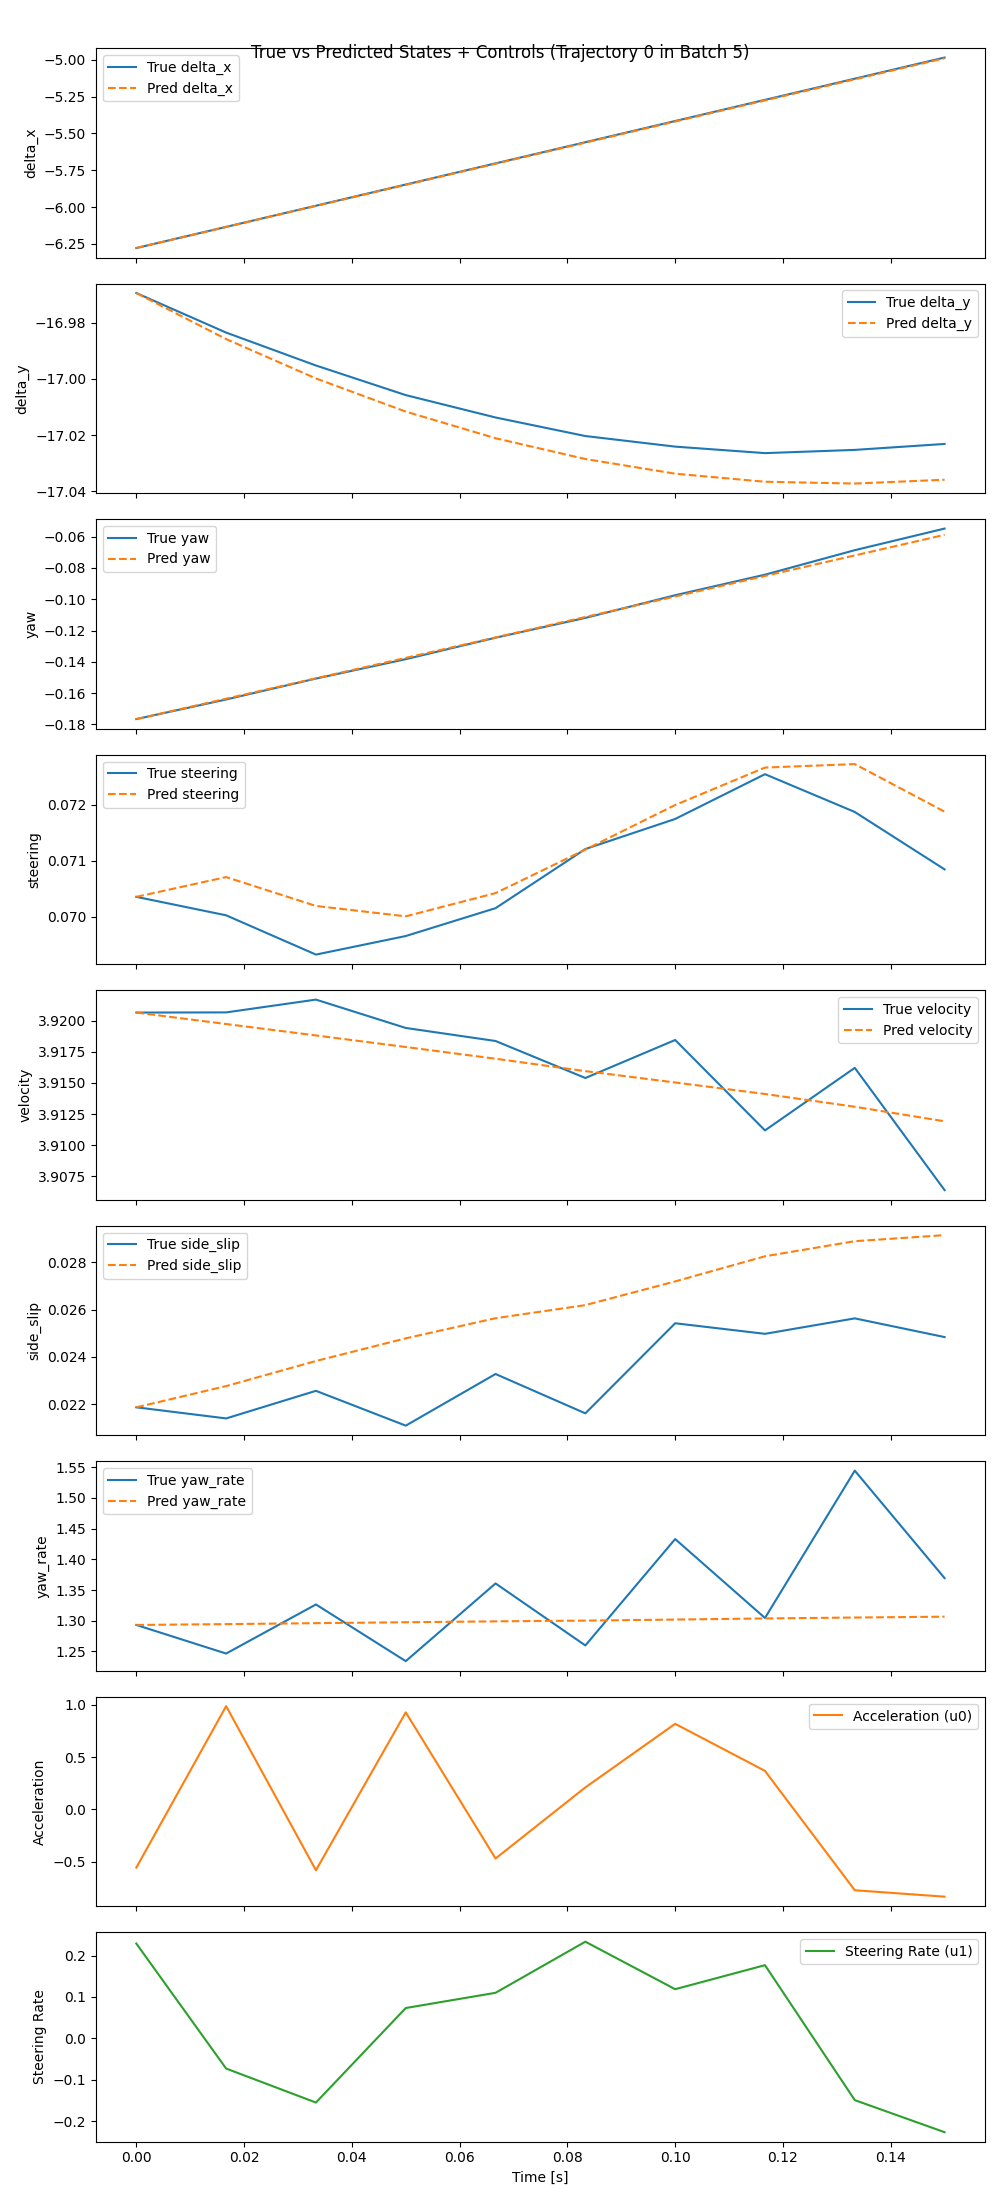 True vs Predicted States + Controls (Trajectory 0 in Batch 5)
True delta_x
Pred delta_x
delta_x
−5.00
−5.25
−5.50
−5.75
−6.00
−6.25
True delta_y
Pred delta_y
delta_y
−16.98
−17.00
−17.02
−17.04
True yaw
Pred yaw
yaw
−0.06
−0.08
−0.10
−0.12
−0.14
−0.16
−0.18
True steering
Pred steering
steering
0.072
0.071
0.070
True velocity
Pred velocity
velocity
3.9200
3.9175
3.9150
3.9125
3.9100
3.9075
True side_slip
Pred side_slip
side_slip
0.028
0.026
0.024
0.022
True yaw_rate
Pred yaw_rate
yaw_rate
1.55
1.50
1.45
1.40
1.35
1.30
1.25
Acceleration (u0)
Acceleration
1.0
0.5
0.0
−0.5
Steering Rate (u1)
Steering Rate
0.2
0.1
0.0
−0.1
−0.2
0.00 0.02 0.04 0.06 0.08 0.10 0.12 0.14
Time [s]